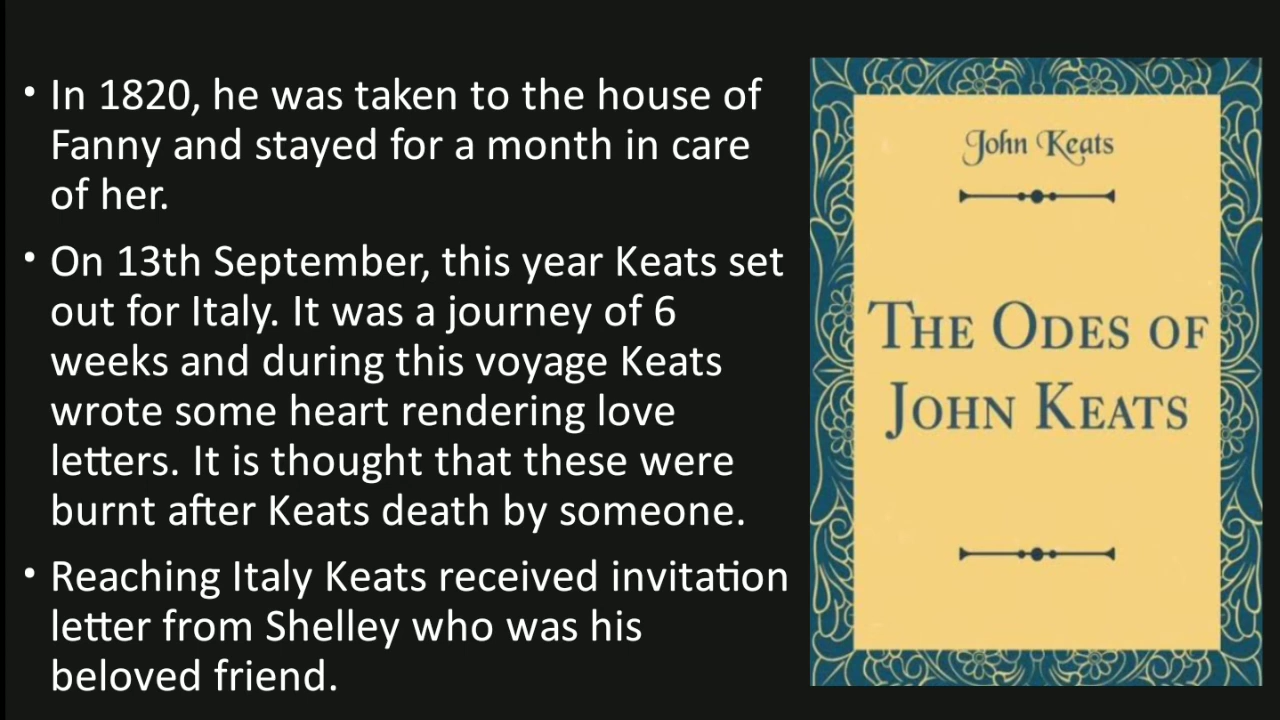 • In 1820, he was taken to the house of
Fanny and stayed for a month in care
of her.
• On 13th September, this year Keats set
out for Italy. It was a journey of 6
weeks and during this voyage Keats
wrote some heart rendering love
letters. It is thought that these were
burnt after Keats death by someone.
• Reaching Italy Keats received invitation
letter from Shelley who was his
beloved friend.
John Keats
THE ODES OF
JOHN KEATS